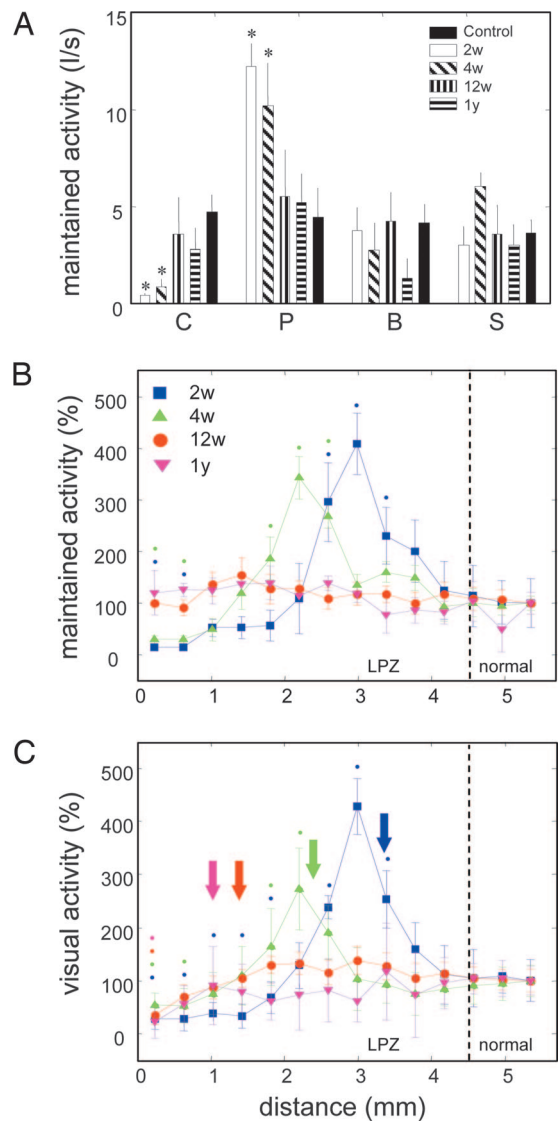 A
maintained activity (I/s)
15
10
5
0
* * * *
Control
2w
4w
12w
1y
C P B S
B
maintained activity (%)
500
400
300
200
100
0
2w
4w
12w
1y
LPZ normal
0 1 2 3 4 5
C
visual activity (%)
500
400
300
200
100
0
LPZ normal
0 1 2 3 4 5
distance (mm)